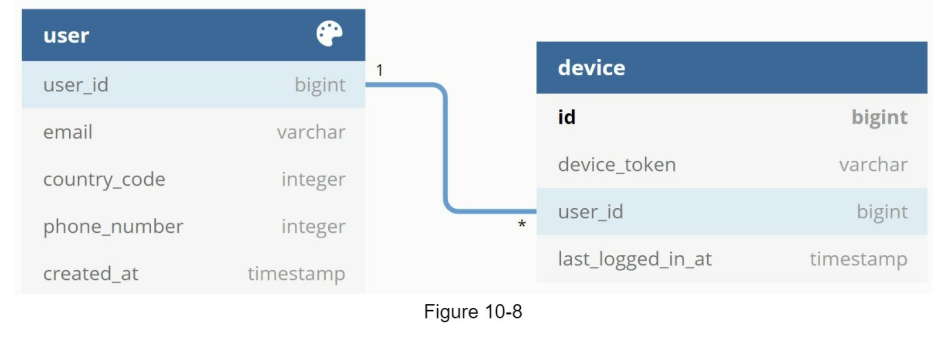 user
user_id bigint
email varchar
country_code integer
phone_number integer
created_at timestamp
1
*
device
id bigint
device_token varchar
user_id bigint
last_logged_in_at timestamp
Figure 10-8